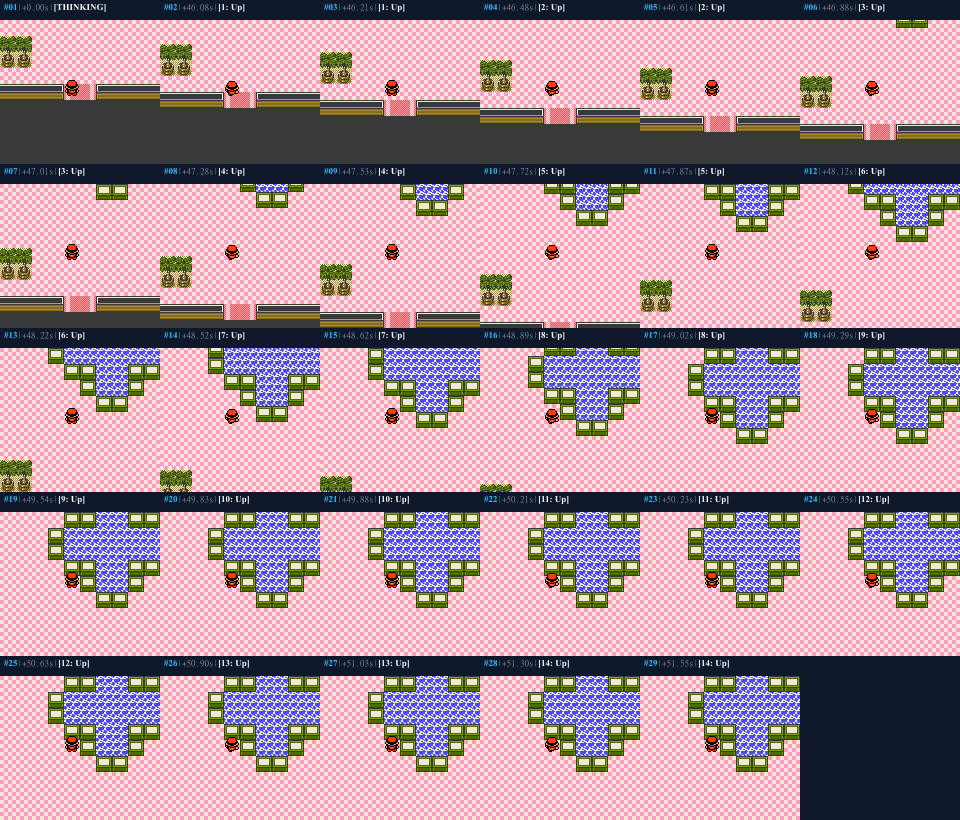 #01|+0.00s|[THINKING]
#02|+46.08s|[1: Up]
#03|+46.21s|[1: Up]
#04|+46.48s|[2: Up]
#05|+46.61s|[2: Up]
#06|+46.88s|[3: Up]
#07|+47.01s|[3: Up]
#08|+47.28s|[4: Up]
#09|+47.53s|[4: Up]
#10|+47.72s|[5: Up]
#11|+47.87s|[5: Up]
#12|+48.12s|[6: Up]
#13|+48.22s|[6: Up]
#14|+48.52s|[7: Up]
#15|+48.62s|[7: Up]
#16|+48.89s|[8: Up]
#17|+49.02s|[8: Up]
#18|+49.29s|[9: Up]
#19|+49.54s|[9: Up]
#20|+49.83s|[10: Up]
#21|+49.88s|[10: Up]
#22|+50.21s|[11: Up]
#23|+50.23s|[11: Up]
#24|+50.55s|[12: Up]
#25|+50.63s|[12: Up]
#26|+50.90s|[13: Up]
#27|+51.03s|[13: Up]
#28|+51.30s|[14: Up]
#29|+51.55s|[14: Up]